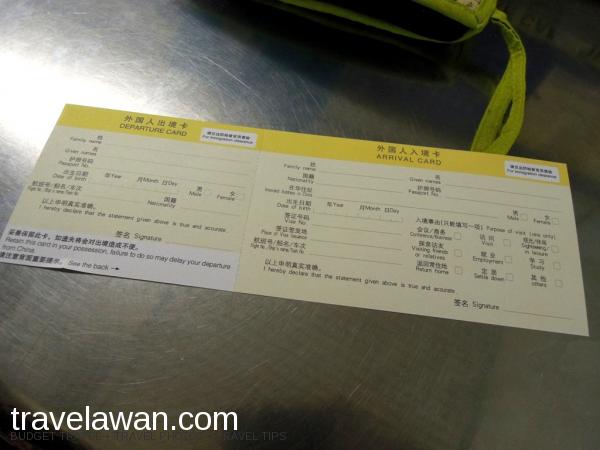 外国人出境卡
DEPARTURE CARD
请交边防检查官员查验
For Immigration clearance
姓
Family name
名
Given names
护照号码
Passport No.
国籍
Nationality
出生日期
Date of birth
年Year 月Month 日Day
男
Male
女
Female
航班号/船名/车次
以上申明真实准确。
I hereby declare that the statement given above is true and accurate.
签名 Signature
妥善保留此卡，如遗失将会对出境造成不便。
Retain this card in your possession, failure to do so may delay your departure
from China.
请注意背面重要提示。 See the back →
外国人入境卡
ARRIVAL CARD
请交边防检查官员查验
For Immigration clearance
姓
Family name
名
Given names
国籍
Nationality
护照号码
Passport No.
在华住址
Intended Address in China
男
Male
女
Female
出生日期
Date of birth
年Year 月Month 日Day
入境事由(只能填写一项) Purpose of visit (one only)
签证号码
Visa No.
会议/商务
Conference/Business
访问
Visit
观光/休闲
Sightseeing/
in leisure
签证签发地
Place of Visa Issuance
探亲访友
Visiting friends
or relatives
就业
Employment
学习
Study
航班号/船名/车次
返回常住地
Return home
定居
Settle down
其他
others
以上申明真实准确。
I hereby declare that the statement given above is true and accurate.
签名 Signature
travelawan.com